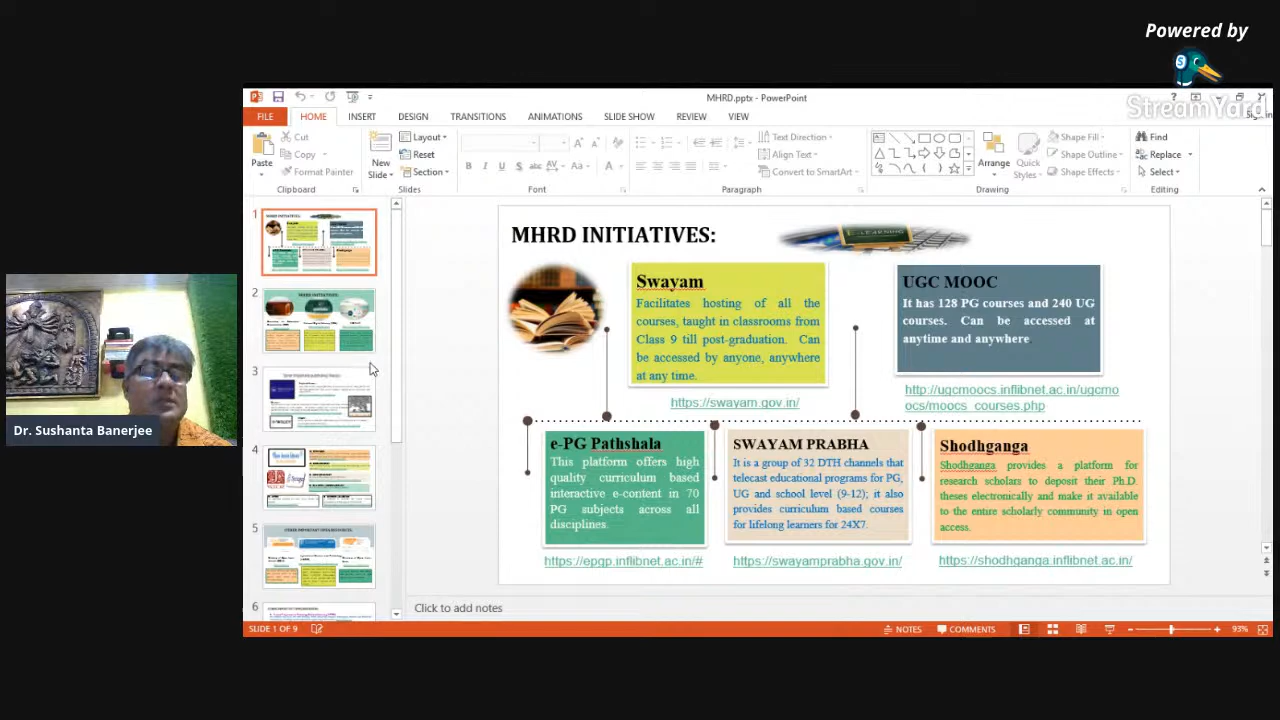 Powered by
StreamYard
MHRD.pptx - PowerPoint
FILE
HOME
INSERT
DESIGN
TRANSITIONS
ANIMATIONS
SLIDE SHOW
REVIEW
VIEW
Paste
Cut
Copy
Format Painter
Clipboard
New
Slide
Layout
Reset
Section
Slides
Font
Text Direction
Align Text
Convert to SmartArt
Paragraph
Arrange
Quick
Styles
Shape Fill
Shape Outline
Shape Effects
Drawing
Find
Replace
Select
Editing
1
2
3
4
5
6
MHRD INITIATIVES:
E-LEARNING
Swayam
Facilitates hosting of all the
courses, taught in classrooms from
Class 9 till post-graduation. Can
be accessed by anyone, anywhere
at any time.
https://swayam.gov.in/
UGC MOOC
It has 128 PG courses and 240 UG
courses. Can be accessed at
anytime and anywhere
http://ugcmoocs.inflibnet.ac.in/ugcmo
ocs/moocs_courses.php
e-PG Pathshala
This platform offers high
quality curriculum based
interactive e-content in 70
PG subjects across all
disciplines.
https://epgp.inflibnet.ac.in/#
SWAYAM PRABHA
It is a group of 32 DTH channels that
telecast educational programs for PG,
UG and school level (9-12); it also
provides curriculum based courses
for lifelong learners for 24X7.
https://swayamprabha.gov.in/
Shodhganga
Shodhganga provides a platform for
research scholars to deposit their Ph.D.
theses electronically and make it available
to the entire scholarly community in open
access.
https://shodhganga.inflibnet.ac.in/
Dr. Sushanta Banerjee
Click to add notes
SLIDE 1 OF 9
NOTES
COMMENTS
93%